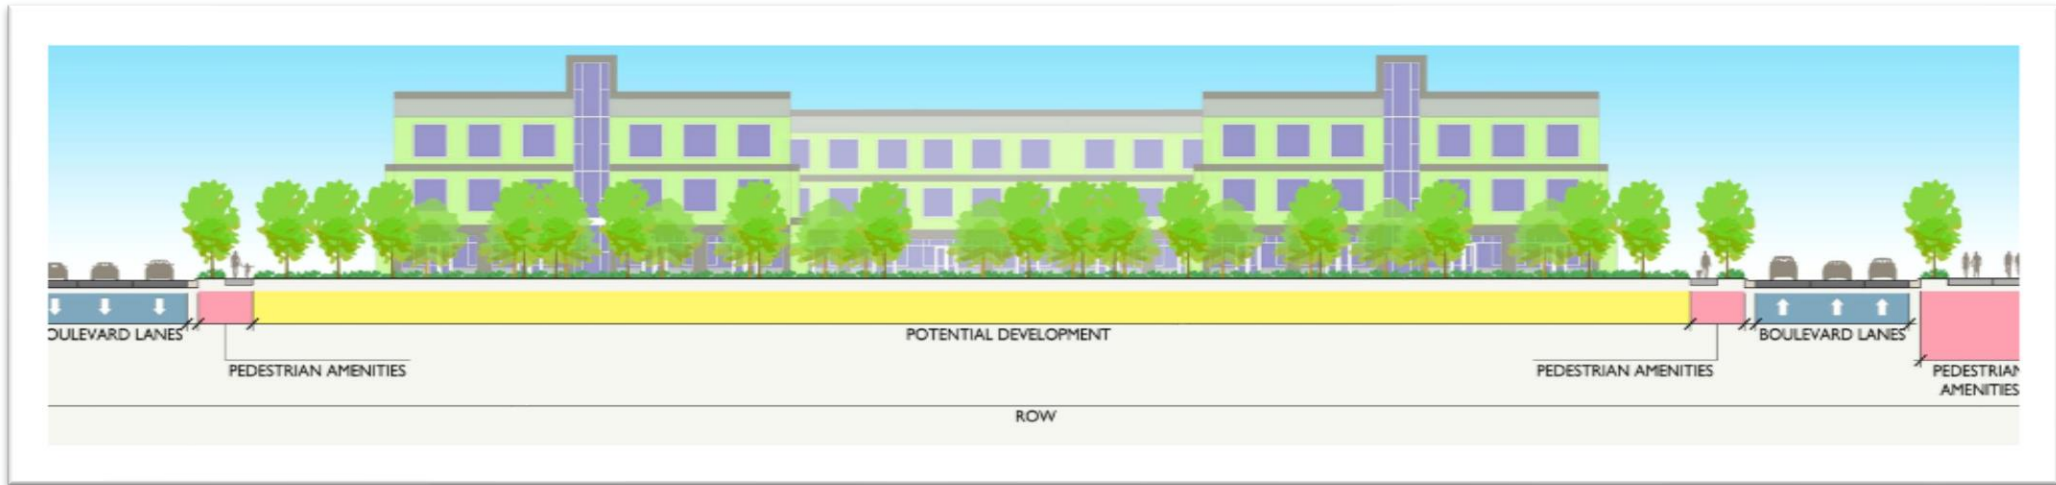 OULEVARD LANES
POTENTIAL DEVELOPMENT
BOULEVARD LANES
PEDESTRIAN AMENITIES
PEDESTRIAN AMENITIES
PEDESTRIAN
AMENITIES
ROW